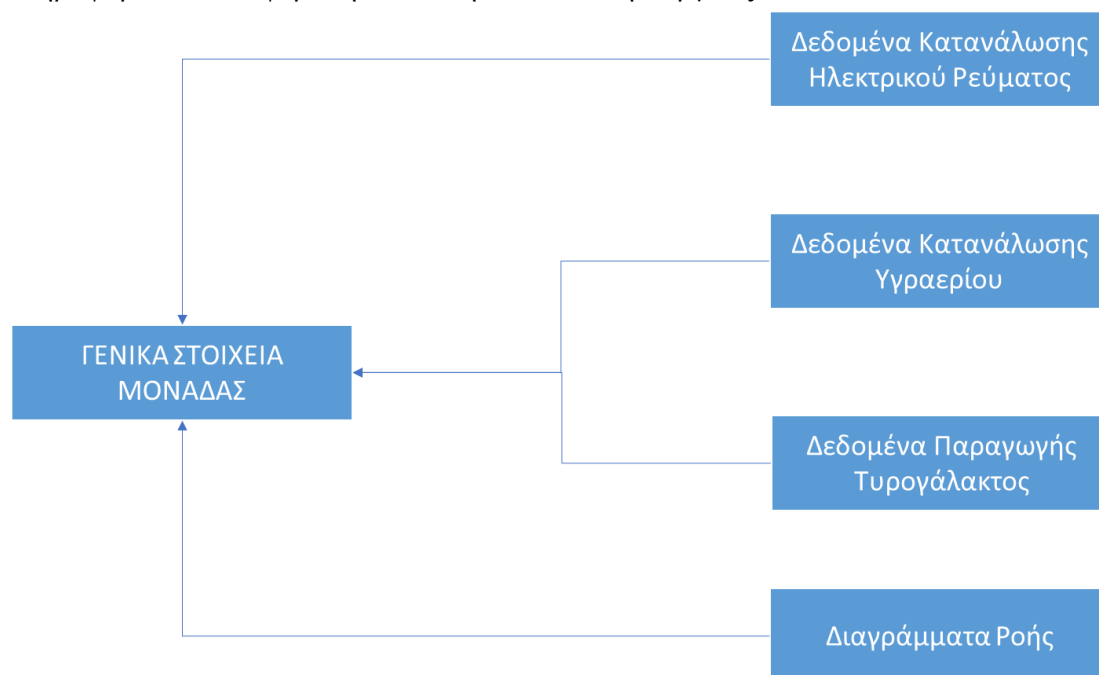 Δεδομένα Κατανάλωσης
Ηλεκτρικού Ρεύματος
Δεδομένα Κατανάλωσης
Υγραερίου
ΓΕΝΙΚΑ ΣΤΟΙΧΕΙΑ
ΜΟΝΑΔΑΣ
Δεδομένα Παραγωγής
Τυρογάλακτος
Διαγράμματα Ροής